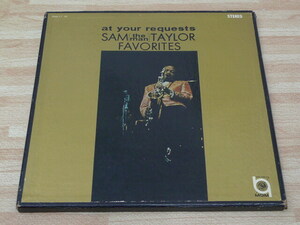 STEREO
at your requests
SAM the man TAYLOR
FAVORITES